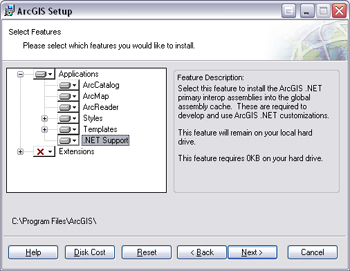 ArcGIS Setup
Select Features
Please select which features you would like to install.
Applications
ArcCatalog
ArcMap
ArcReader
Styles
Templates
.NET Support
Extensions
Feature Description:
Select this feature to install the ArcGIS .NET
primary interop assemblies into the global
assembly cache. These are required to
develop and use ArcGIS .NET customizations.
This feature will remain on your local hard
drive.
This feature requires 0KB on your hard drive.
C:\Program Files\ArcGIS\
Help
Disk Cost
Reset
< Back
Next >
Cancel